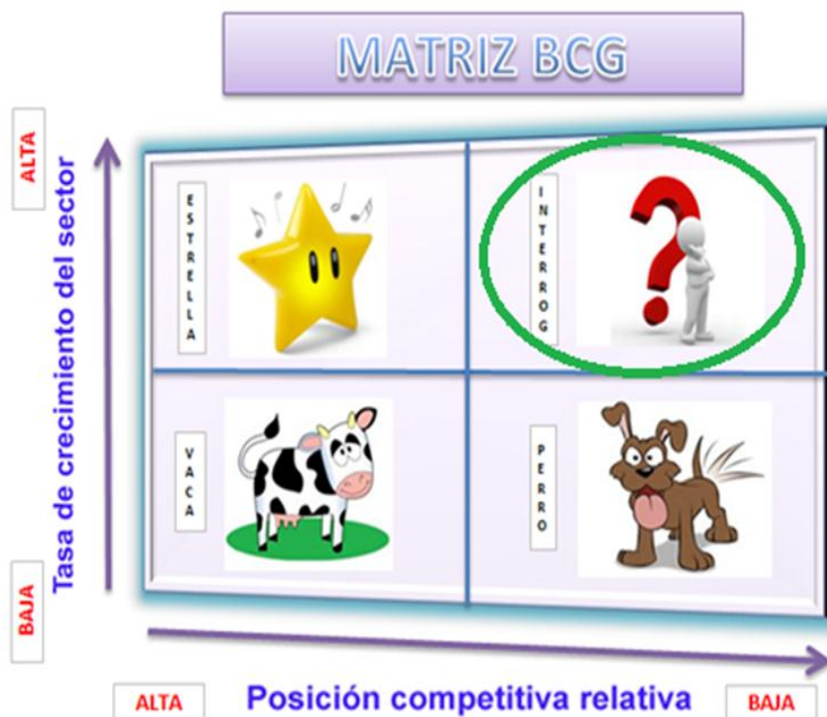 MATRIZ BCG
ALTA
Tasa de crecimiento del sector
BAJA
ESTRELLA
INTERROG
VACA
PERRO
ALTA
Posición competitiva relativa
BAJA